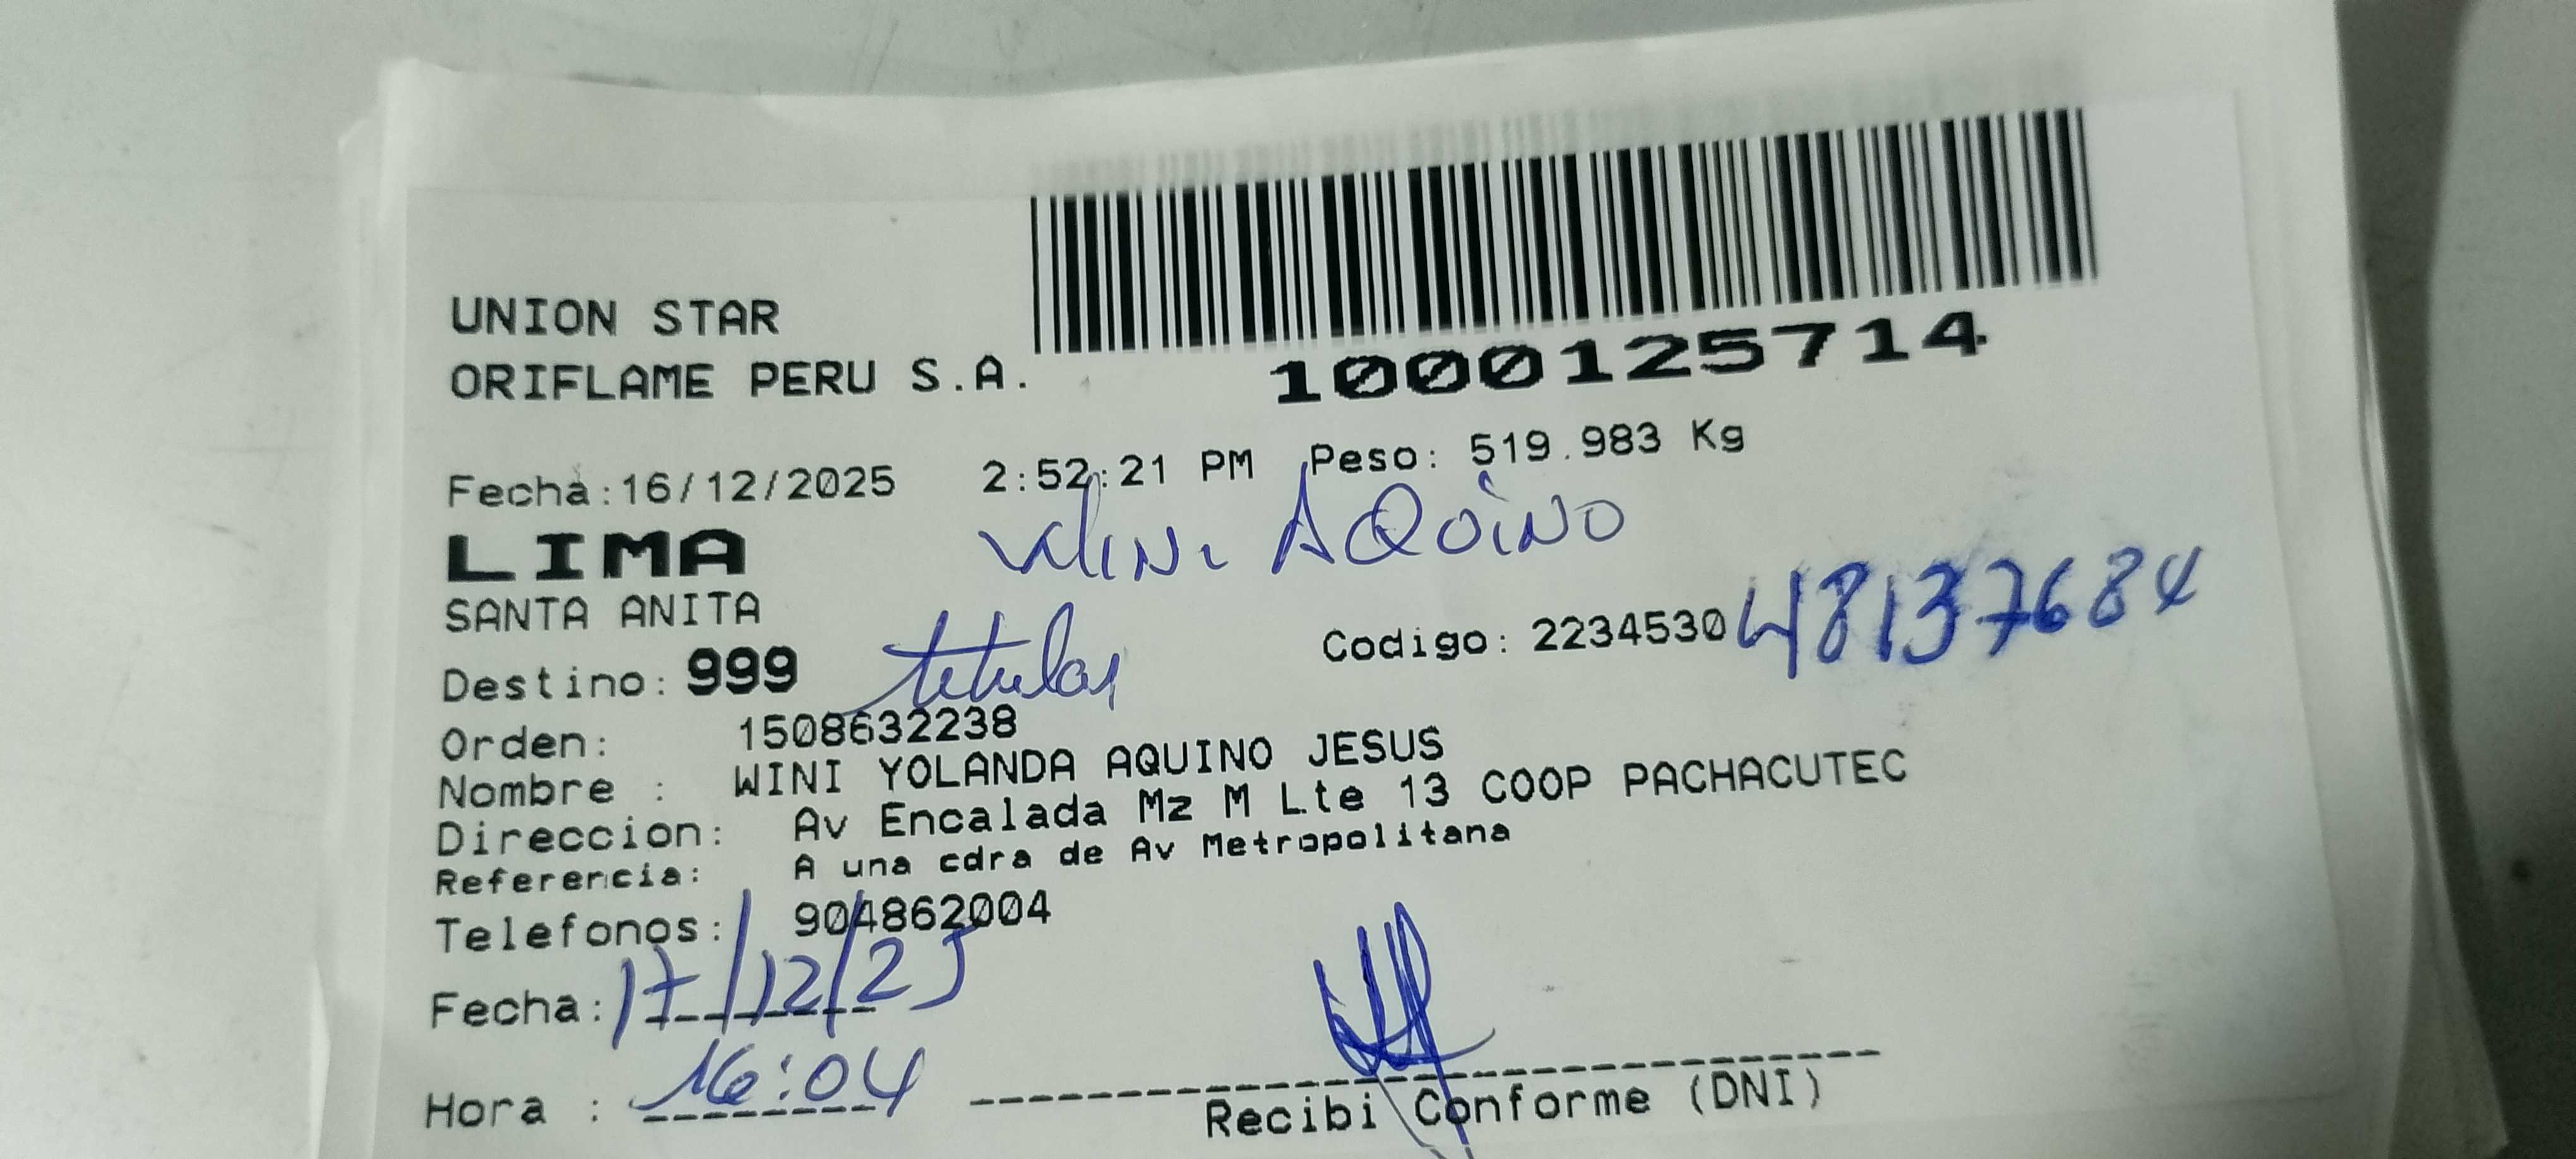 UNION STAR
ORIFLAME PERU S.A.
1000125714
Fecha:16/12/2025 2:52:21 PM Peso: 519.983 Kg
LIMA WINI AQUINO
SANTA ANITA
Codigo: 2234530 48137684
Destino: 999 titular
Orden: 1508632238
Nombre : WINI YOLANDA AQUINO JESUS
Direccion: Av Encalada Mz M Lte 13 COOP PACHACUTEC
Referencia: A una cdra de Av Metropolitana
Telefonos: 904862004
Fecha: 17/12/25
Hora : 16:04
Recibi Conforme (DNI)